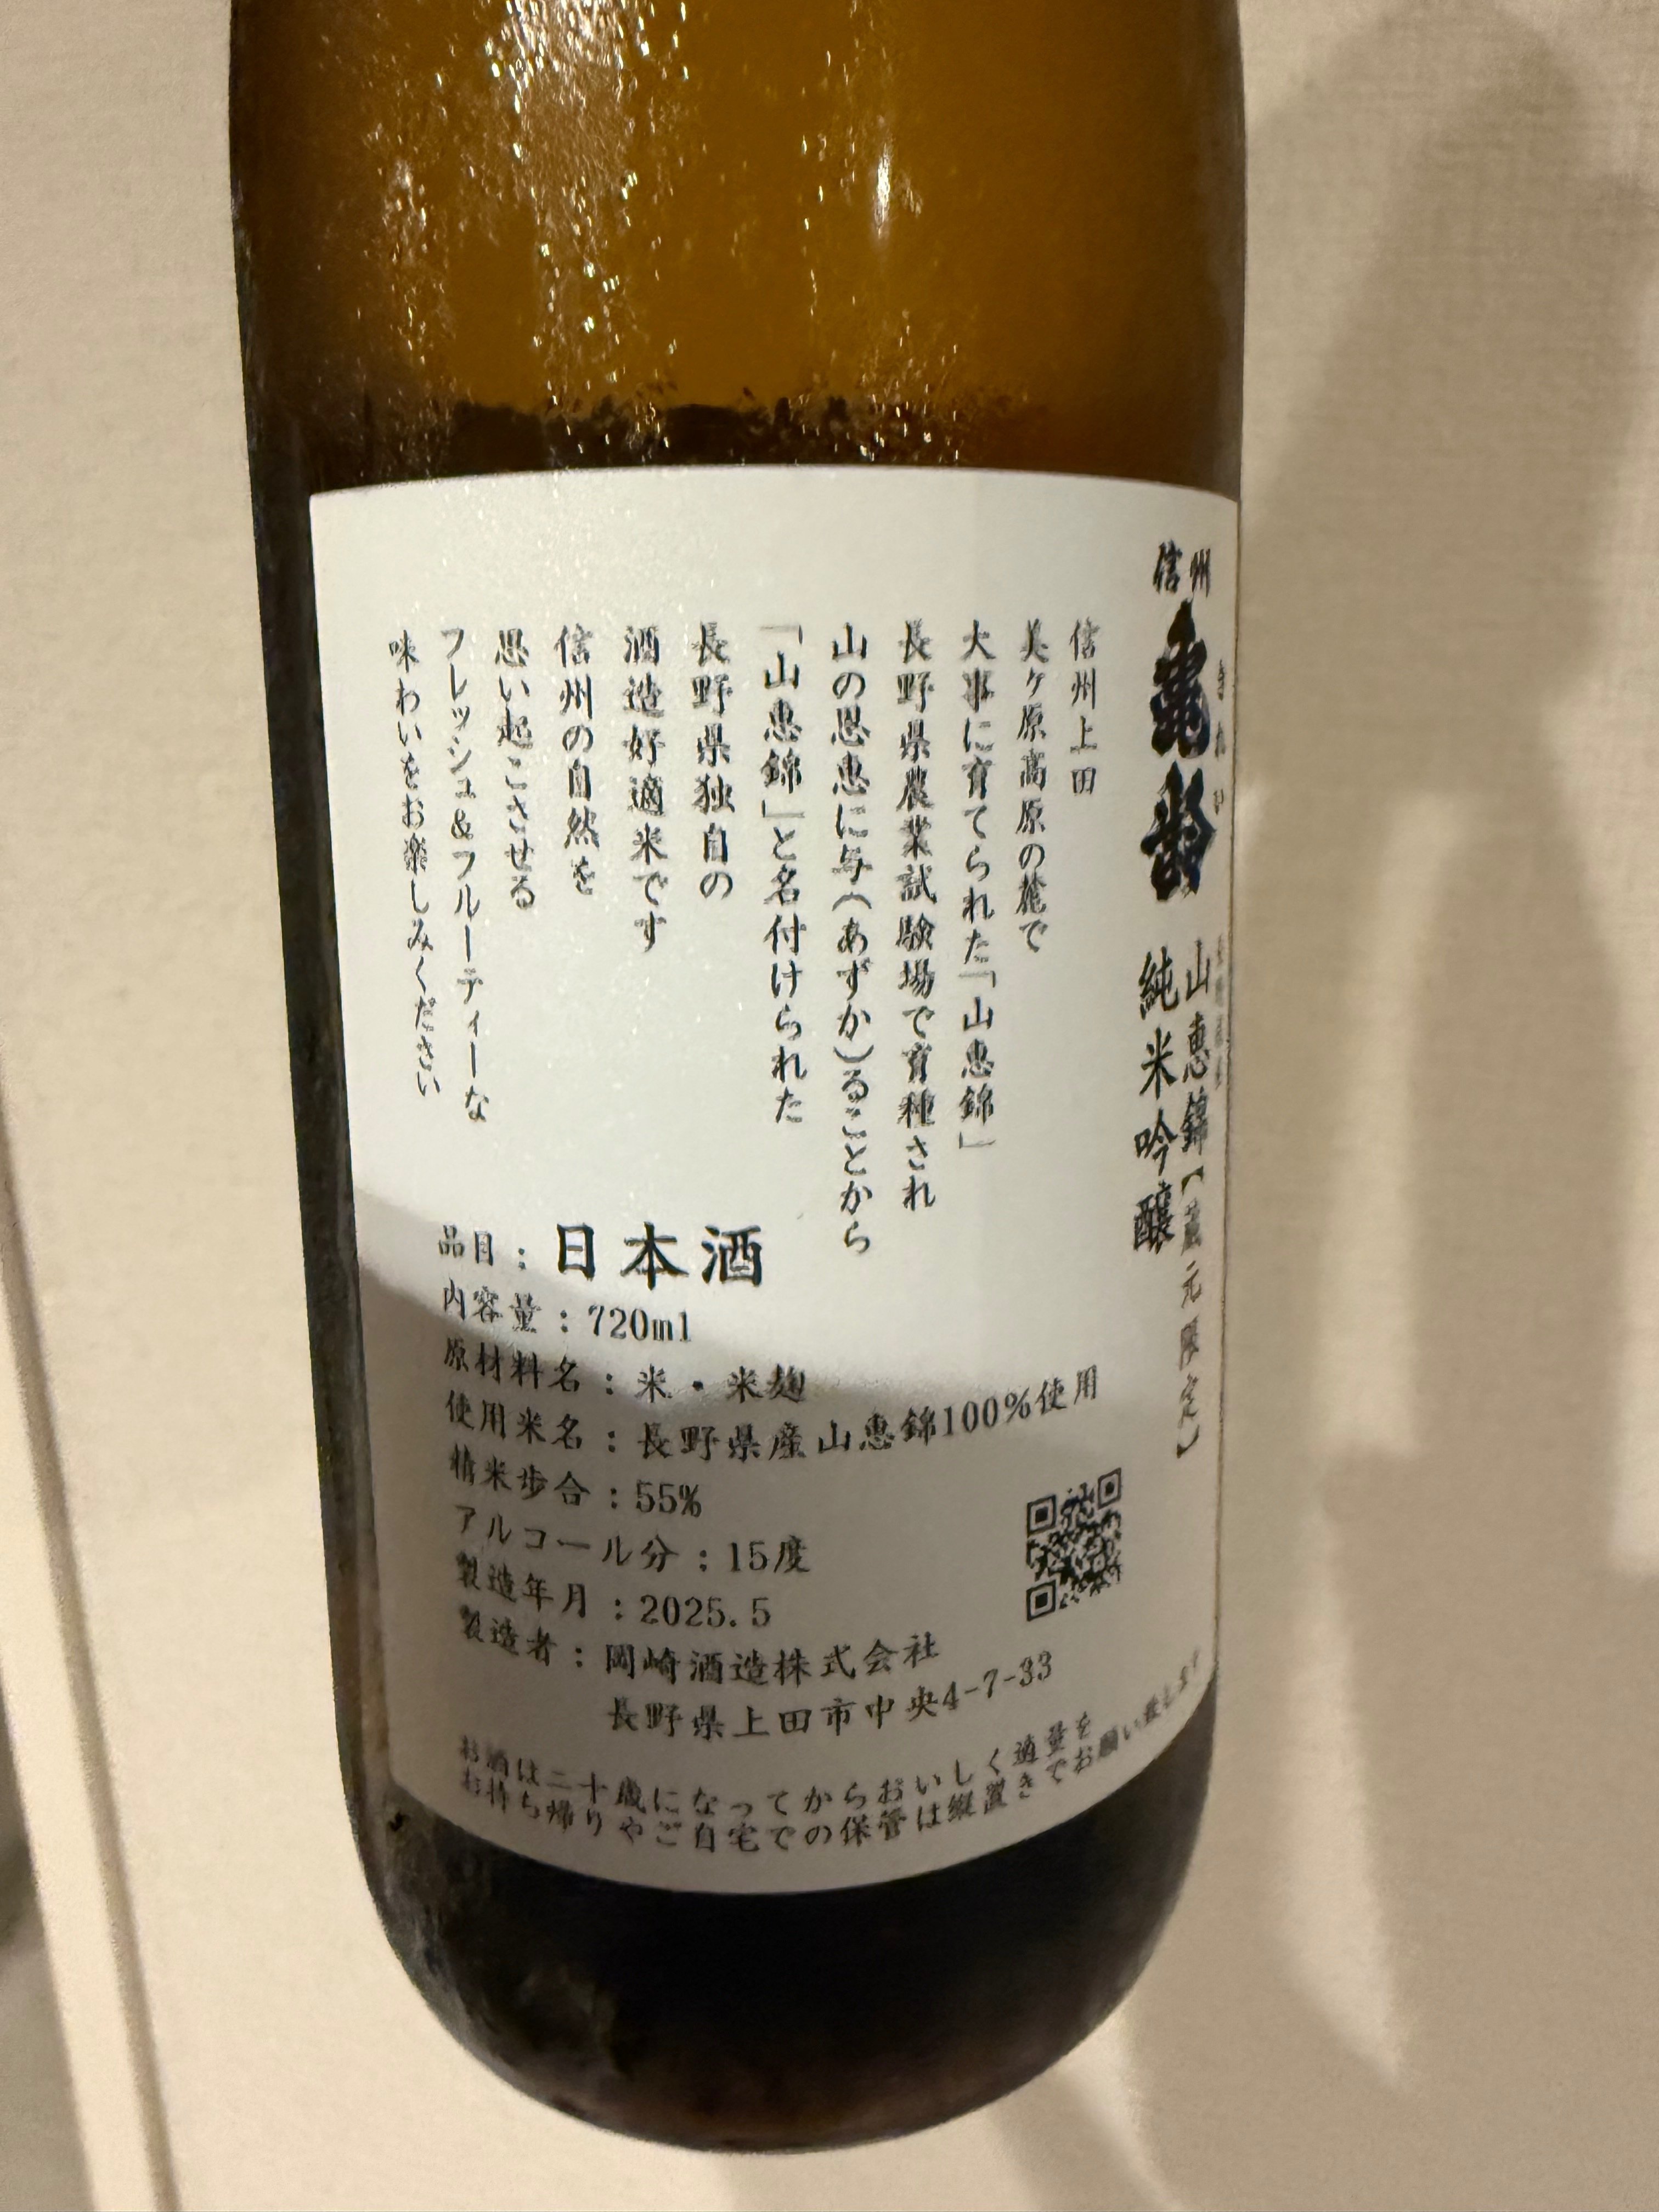 信州
亀齢
きれい
山恵錦【蔵元限定】
純米吟醸
信州上田
美ヶ原高原の麓で
大事に育てられた「山恵錦」
長野県農業試験場で育種され
山の恩恵に与(あずか)ることから
「山恵錦」と名付けられた
長野県独自の
酒造好適米です
信州の自然を
思い起こさせる
フレッシュ&フルーティーな
味わいをお楽しみください
品目:日本酒
内容量:720ml
原材料名:米・米麹
使用米名:長野県産山恵錦100%使用
精米歩合:55%
アルコール分:15度
製造年月:2025.5
製造者:岡崎酒造株式会社
長野県上田市中央4-7-33
お酒は二十歳になってからおいしく適量を
お持ち帰りやご自宅での保管は縦置きでお願い致します